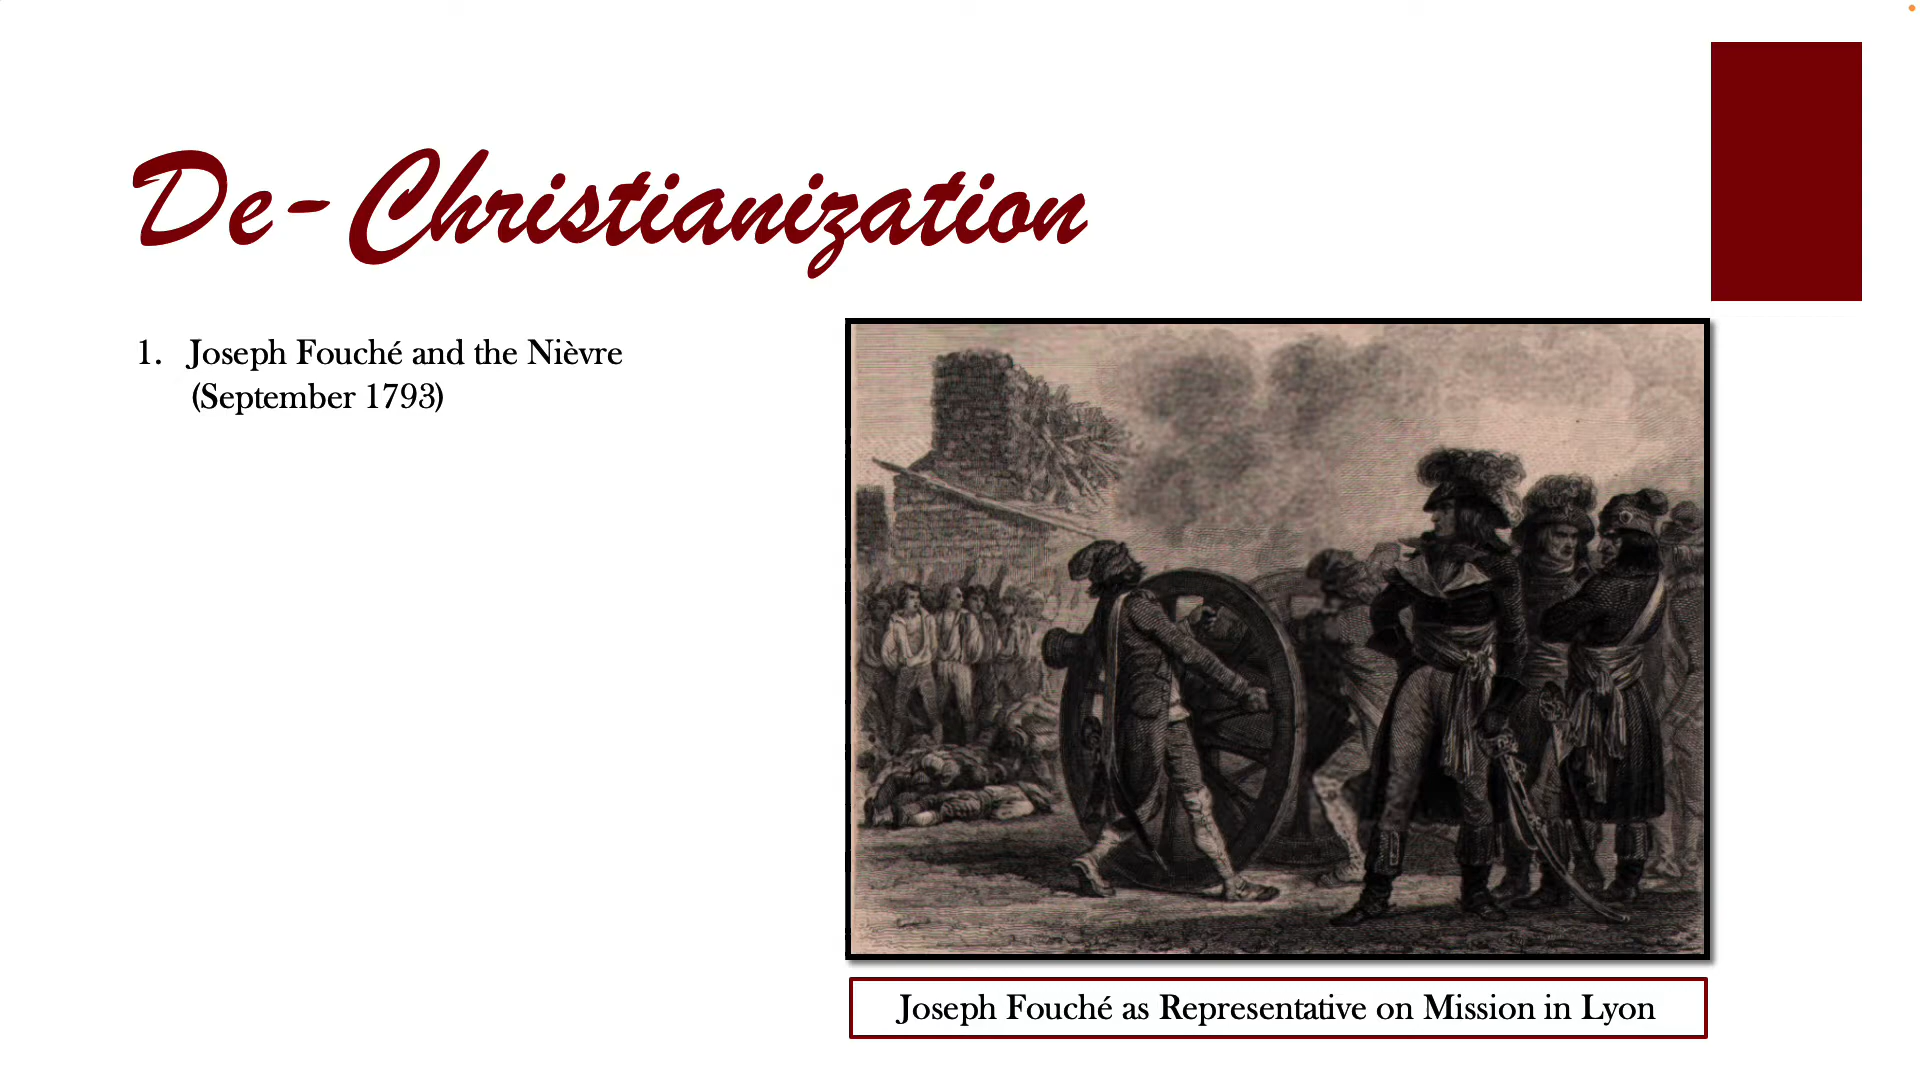 De-Christianization
1. Joseph Fouché and the Nièvre
(September 1793)
Joseph Fouché as Representative on Mission in Lyon